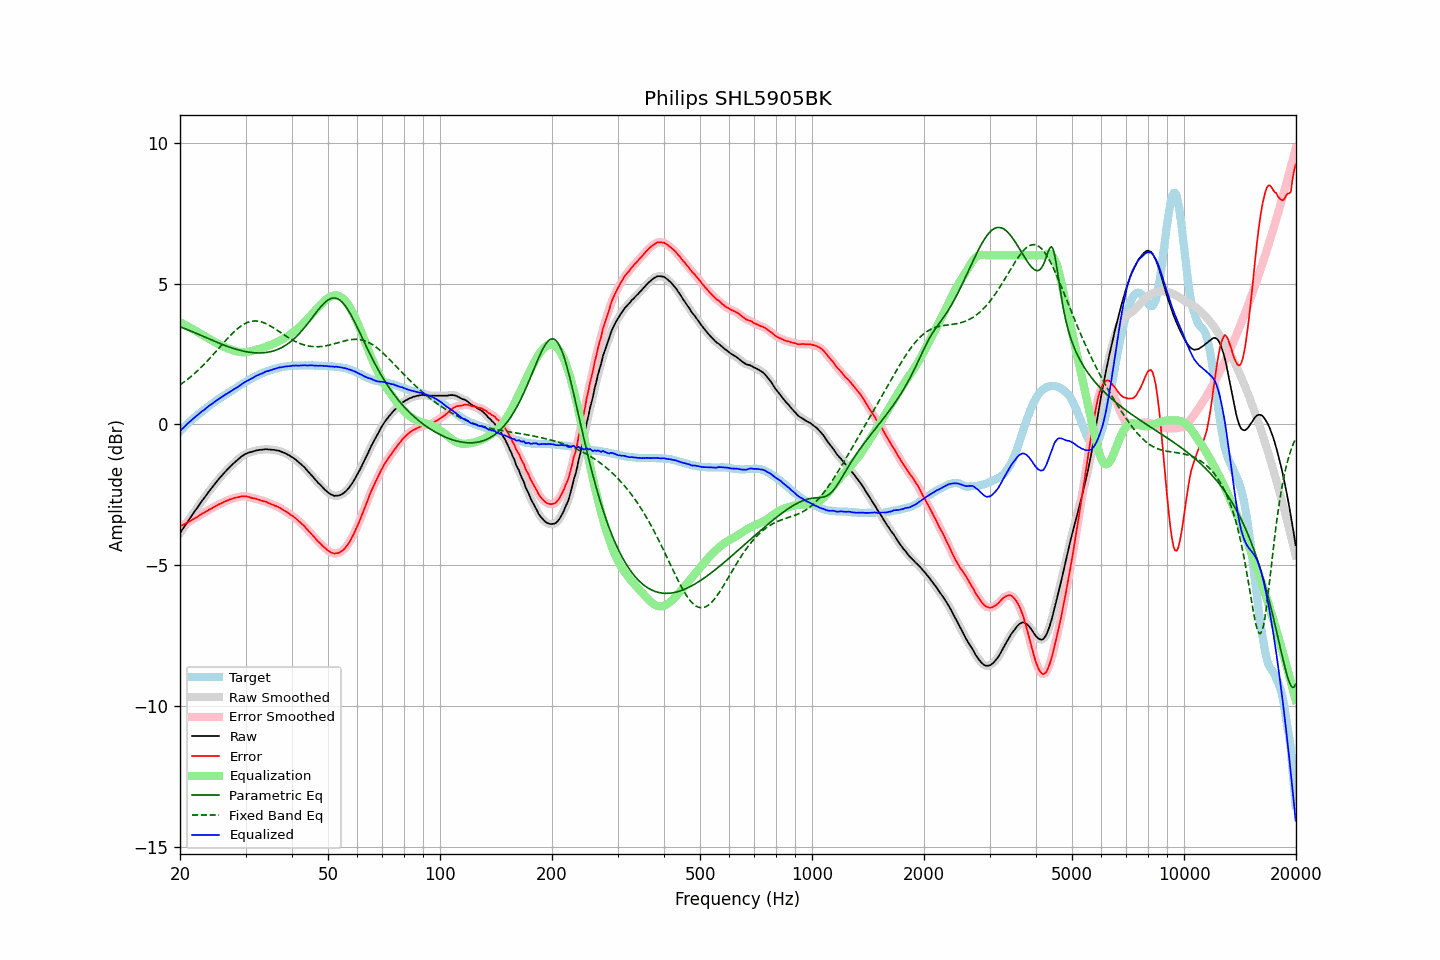 Philips SHL5905BK
Amplitude (dBr)
10
5
0
−5
−10
−15
Target
Raw Smoothed
Error Smoothed
Raw
Error
Equalization
Parametric Eq
Fixed Band Eq
Equalized
20 50 100 200 500 1000 2000 5000 10000 20000
Frequency (Hz)